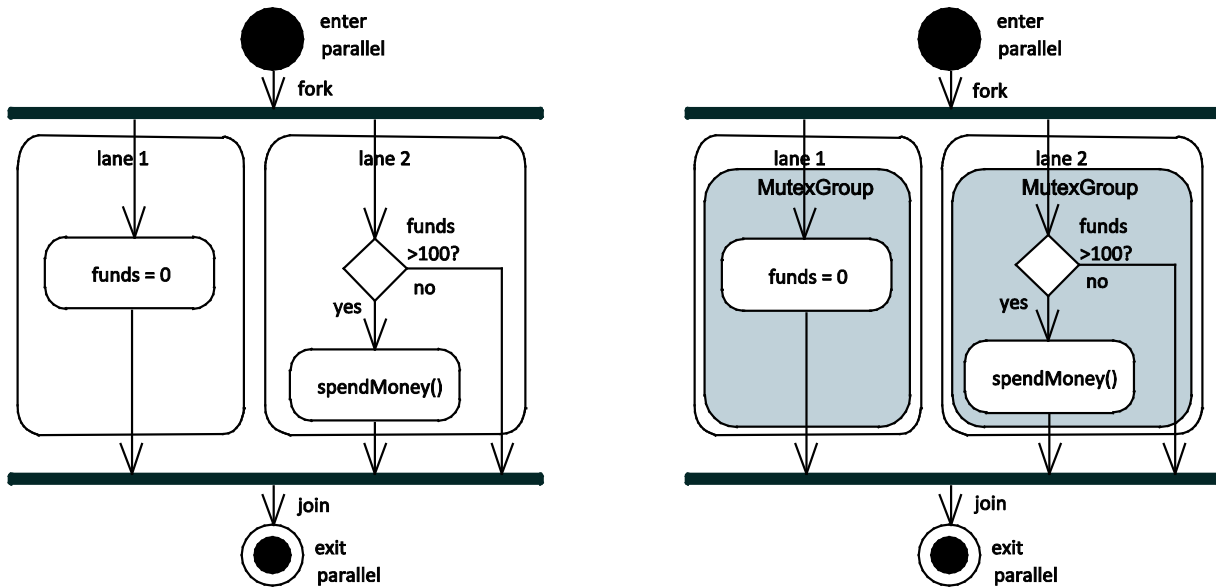 enter
parallel
fork
lane 1
lane 2
funds = 0
funds
>100?
no
yes
spendMoney()
join
exit
parallel
enter
parallel
fork
lane 1
MutexGroup
lane 2
MutexGroup
funds = 0
funds
>100?
no
yes
spendMoney()
join
exit
parallel